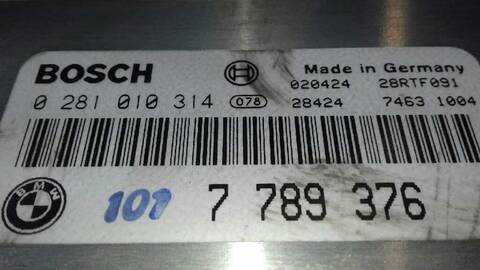 BOSCH
Made in Germany
020424 28RTF091
0 281 010 314 078 28424 7463 1004
BMW
101 7 789 376